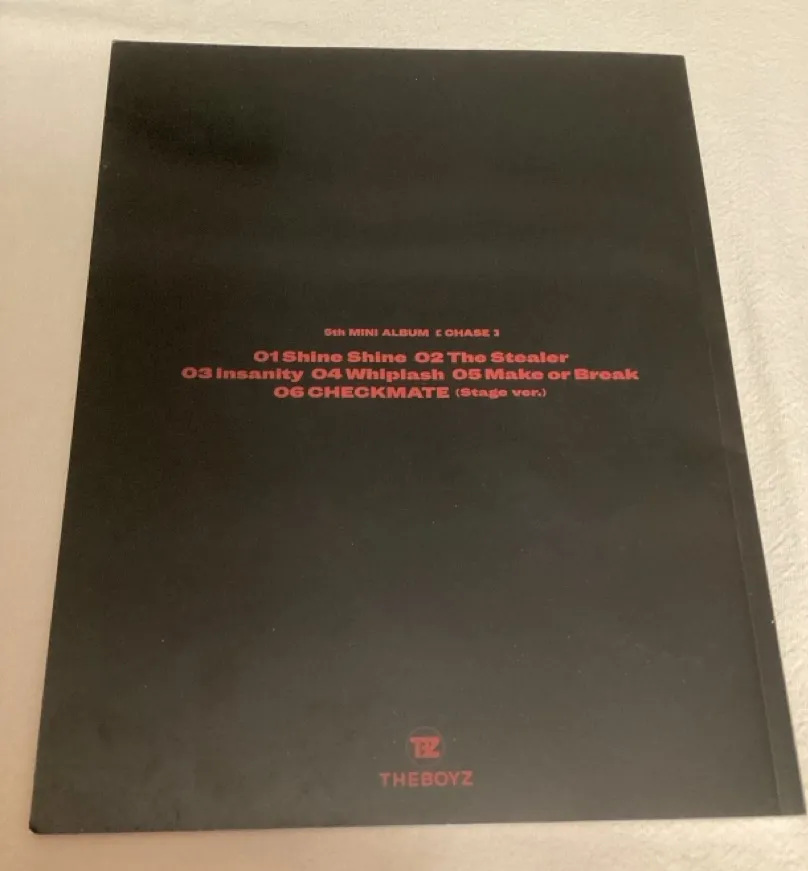 5th MINI ALBUM [ CHASE ]
01 Shine Shine 02 The Stealer
03 Insanity 04 Whiplash 05 Make or Break
06 CHECKMATE (Stage ver.)
TBZ
THEBOYZ